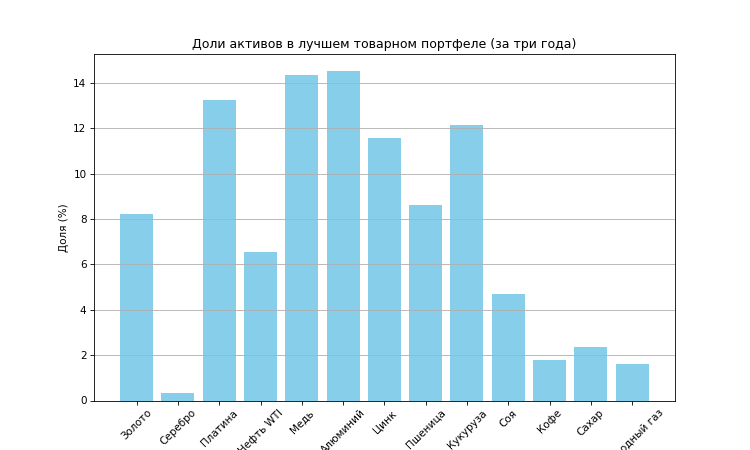 Доли активов в лучшем товарном портфеле (за три года)
Доля (%)
14
12
10
8
6
4
2
0
Золото
Серебро
Платина
Нефть WTI
Медь
Алюминий
Цинк
Пшеница
Кукуруза
Соя
Кофе
Сахар
одный газ